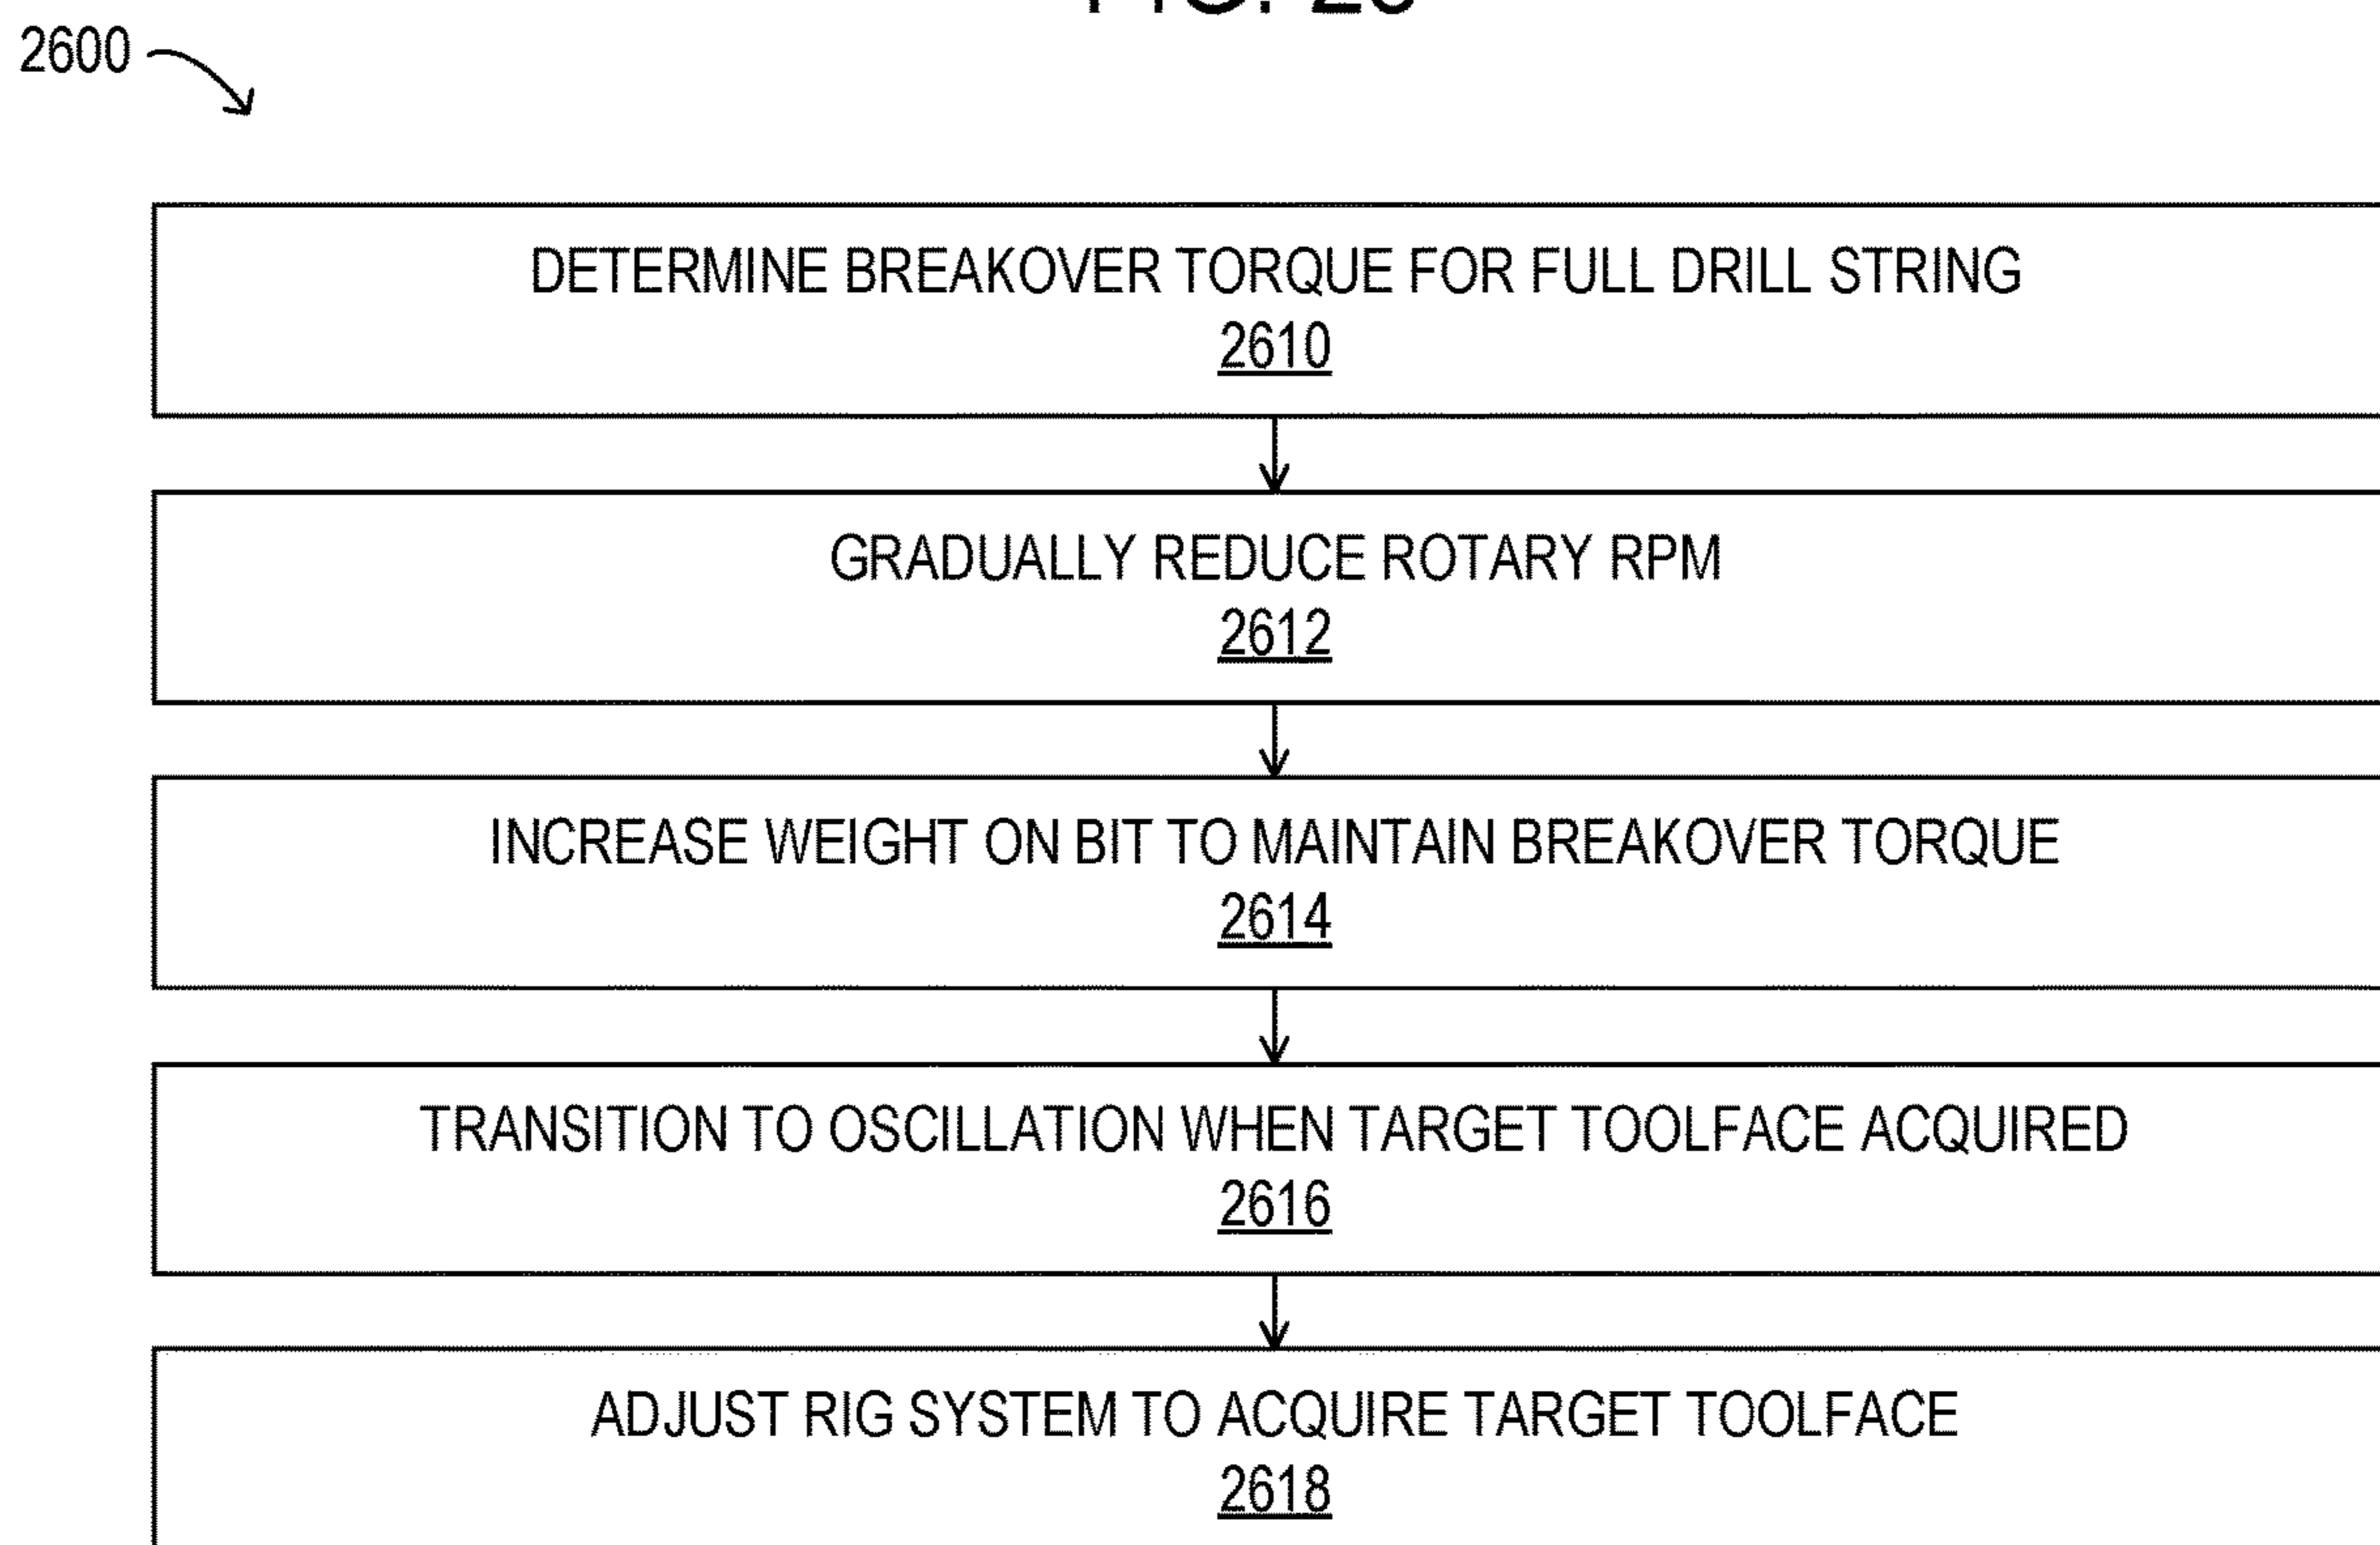 2600
DETERMINE BREAKOVER TORQUE FOR FULL DRILL STRING
2610
GRADUALLY REDUCE ROTARY RPM
2612
INCREASE WEIGHT ON BIT TO MAINTAIN BREAKOVER TORQUE
2614
TRANSITION TO OSCILLATION WHEN TARGET TOOLFACE ACQUIRED
2616
ADJUST RIG SYSTEM TO ACQUIRE TARGET TOOLFACE
2618